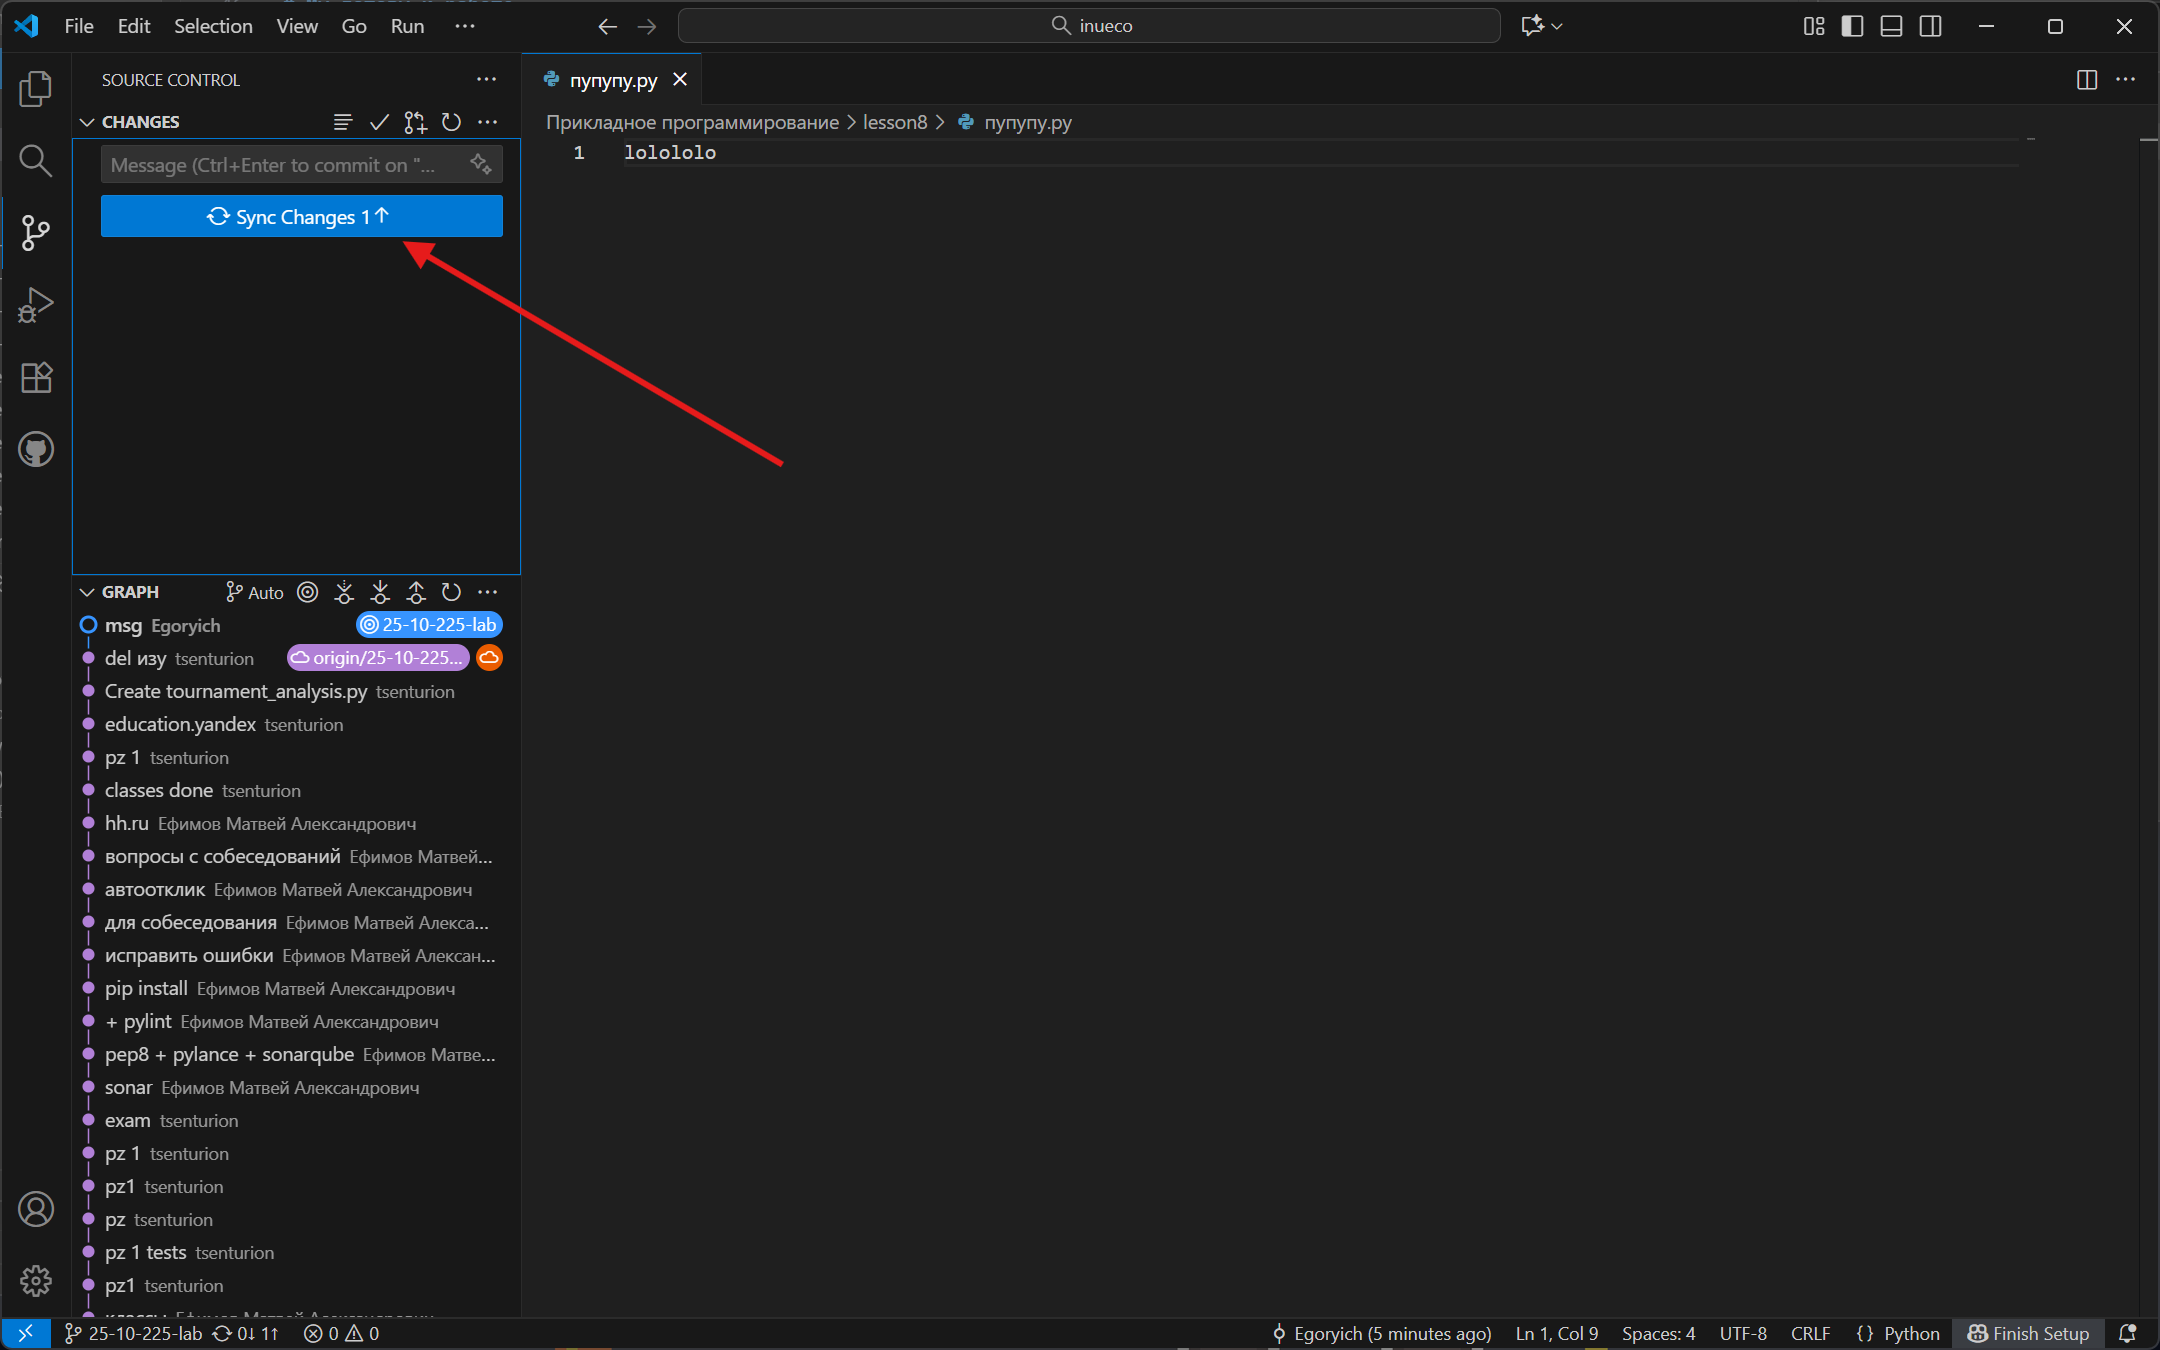 File Edit Selection View Go Run ··· inueco
SOURCE CONTROL
пупупу.py
CHANGES
Прикладное программирование > lesson8 > пупупу.py
Message (Ctrl+Enter to commit on "...
1 lolololo
Sync Changes 1↑
GRAPH Auto
msg Egoryich 25-10-225-lab
del изу tsenturion origin/25-10-225...
Create tournament_analysis.py tsenturion
education.yandex tsenturion
pz 1 tsenturion
classes done tsenturion
hh.ru Ефимов Матвей Александрович
вопросы с собеседований Ефимов Матвей...
автоотклик Ефимов Матвей Александрович
для собеседования Ефимов Матвей Алекса...
исправить ошибки Ефимов Матвей Алексан...
pip install Ефимов Матвей Александрович
+ pylint Ефимов Матвей Александрович
pep8 + pylance + sonarqube Ефимов Матве...
sonar Ефимов Матвей Александрович
exam tsenturion
pz 1 tsenturion
pz1 tsenturion
pz tsenturion
pz 1 tests tsenturion
pz1 tsenturion
25-10-225-lab 0↓ 1↑ 0 0 Egoryich (5 minutes ago) Ln 1, Col 9 Spaces: 4 UTF-8 CRLF {} Python Finish Setup